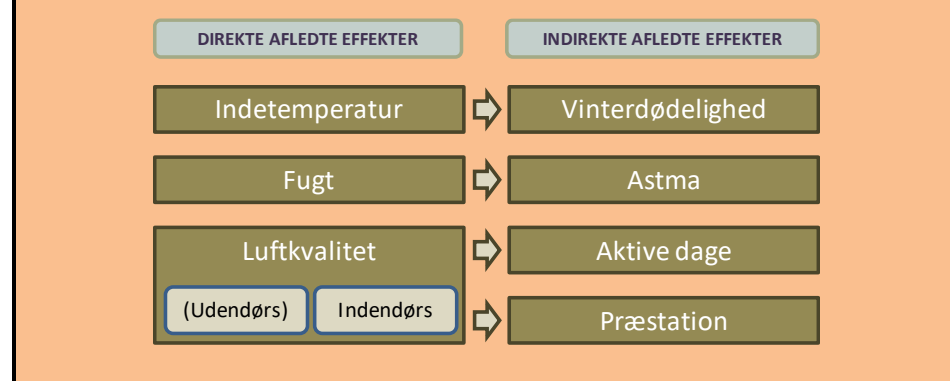 DIREKTE AFLEDTE EFFEKTER
INDIREKTE AFLEDTE EFFEKTER
Indetemperatur
Vinterdødelighed
Fugt
Astma
Luftkvalitet
Aktive dage
(Udendørs)
Indendørs
Præstation